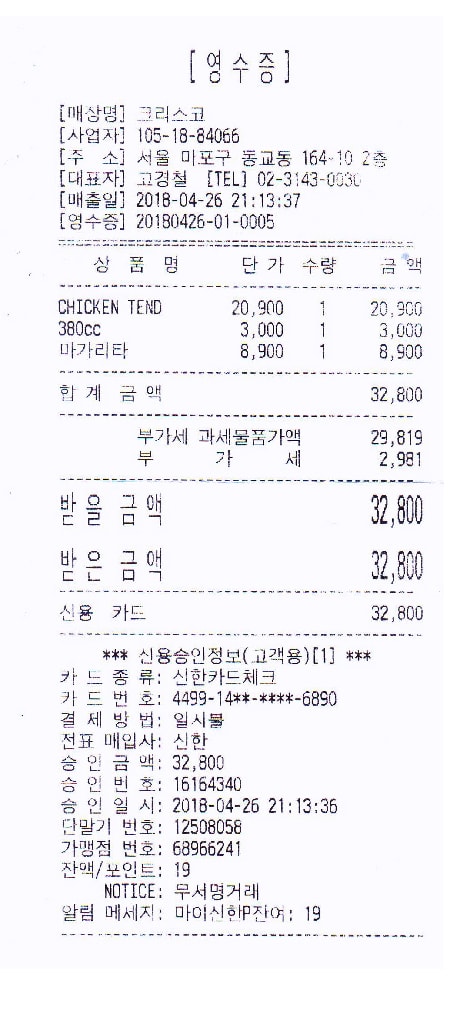 [영수증]
[매장명] 크리스코
[사업자] 105-18-84066
[주 소] 서울 마포구 동교동 164-10 2층
[대표자] 고경철 [TEL] 02-3143-0036
[매출일] 2018-04-26 21:13:37
[영수증] 20180426-01-0005
상 품 명 단 가 수량 금 액
CHICKEN TEND 20,900 1 20,900
380cc 3,000 1 3,000
마가리타 8,900 1 8,900
합 계 금 액 32,800
부가세 과세물품가액 29,819
부 가 세 2,981
받 을 금 액 32,800
받 은 금 액 32,800
신용 카드 32,800
*** 신용승인정보(고객용)[1] ***
카 드 종 류: 신한카드체크
카 드 번 호: 4499-14**-****-6890
결 제 방 법: 일시불
전표 매입사: 신한
승 인 금 액: 32,800
승 인 번 호: 16164340
승 인 일 시: 2018-04-26 21:13:36
단말기 번호: 12508058
가맹점 번호: 68966241
잔액/포인트: 19
NOTICE: 무서명거래
알림 메세지: 마이신한P잔여: 19